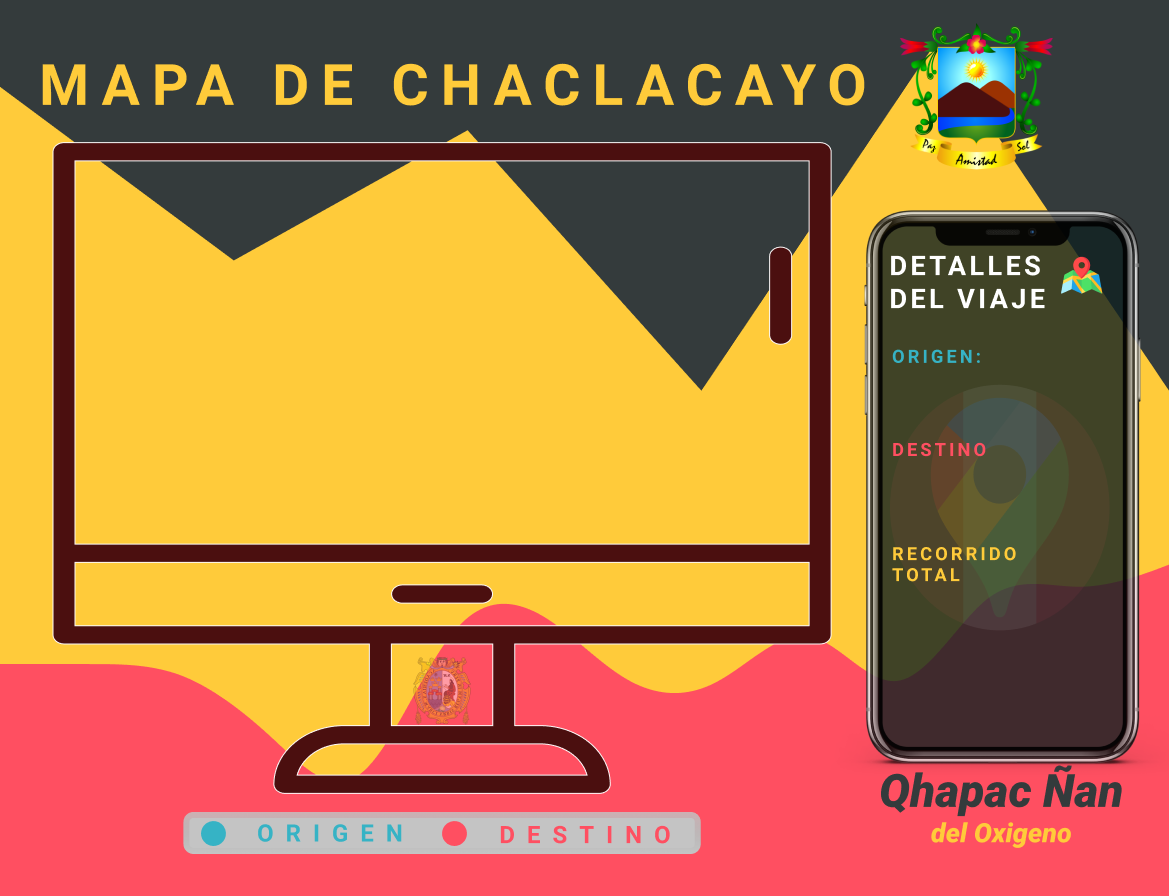 MAPA DE CHACLACAYO
Paz Amistad Sol
DETALLES
DEL VIAJE
ORIGEN:
DESTINO
RECORRIDO
TOTAL
Qhapac Ñan
del Oxigeno
ORIGEN DESTINO